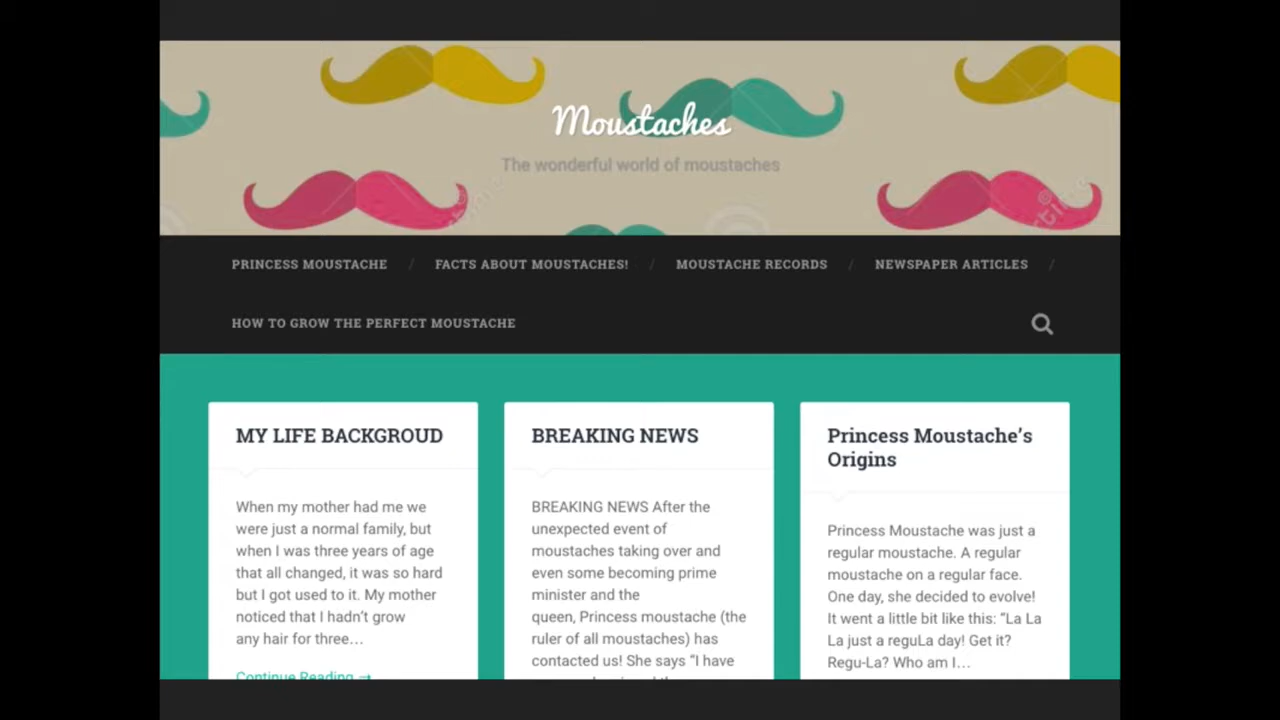 Moustaches
The wonderful world of moustaches
PRINCESS MOUSTACHE / FACTS ABOUT MOUSTACHES! / MOUSTACHE RECORDS / NEWSPAPER ARTICLES /
HOW TO GROW THE PERFECT MOUSTACHE
MY LIFE BACKGROUD
When my mother had me we
were just a normal family, but
when I was three years of age
that all changed, it was so hard
but I got used to it. My mother
noticed that I hadn't grow
any hair for three…
Continue Reading →
BREAKING NEWS
BREAKING NEWS After the
unexpected event of
moustaches taking over and
even some becoming prime
minister and the
queen, Princess moustache (the
ruler of all moustaches) has
contacted us! She says "I have
Princess Moustache's
Origins
Princess Moustache was just a
regular moustache. A regular
moustache on a regular face.
One day, she decided to evolve!
It went a little bit like this: "La La
La just a reguLa day! Get it?
Regu-La? Who am I…